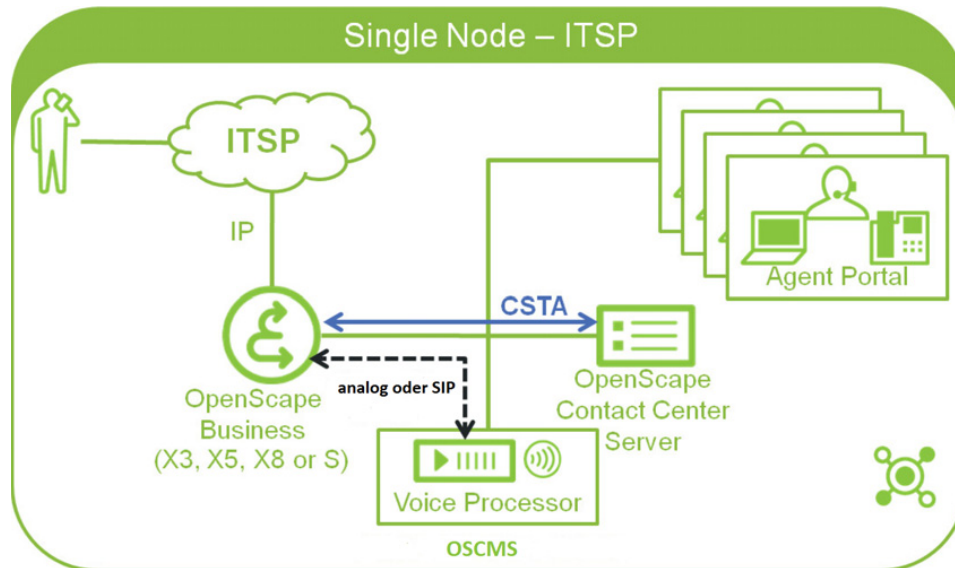 Single Node – ITSP
ITSP
IP
CSTA
Agent Portal
analog oder SIP
OpenScape
Business
(X3, X5, X8 or S)
OpenScape
Contact Center
Server
Voice Processor
OSCMS